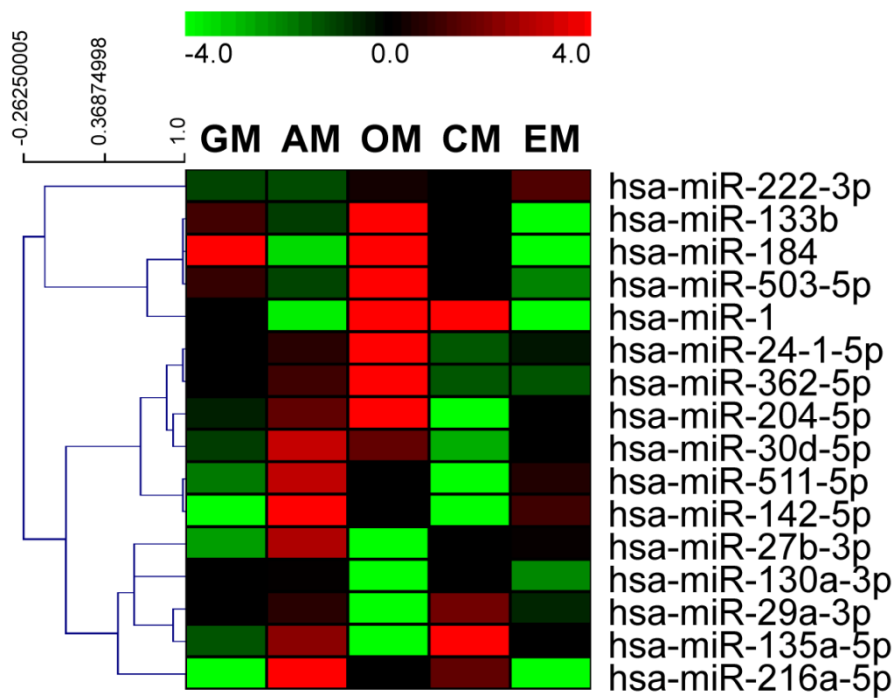 -4.0 0.0 4.0
-0.26250005 0.36874998 1.0
GM AM OM CM EM
hsa-miR-222-3p
hsa-miR-133b
hsa-miR-184
hsa-miR-503-5p
hsa-miR-1
hsa-miR-24-1-5p
hsa-miR-362-5p
hsa-miR-204-5p
hsa-miR-30d-5p
hsa-miR-511-5p
hsa-miR-142-5p
hsa-miR-27b-3p
hsa-miR-130a-3p
hsa-miR-29a-3p
hsa-miR-135a-5p
hsa-miR-216a-5p